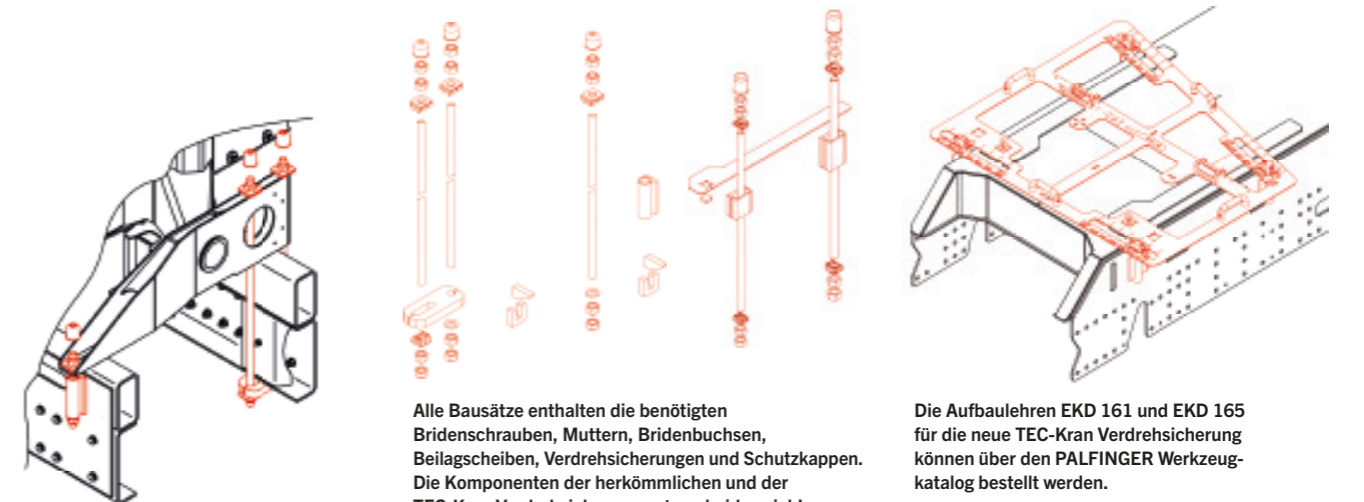 Alle Bausätze enthalten die benötigten
Bridenschrauben, Muttern, Bridenbuchsen,
Beilagscheiben, Verdrehsicherungen und Schutzkappen.
Die Komponenten der herkömmlichen und der
Die Aufbaulehren EKD 161 und EKD 165
für die neue TEC-Kran Verdrehsicherung
können über den PALFINGER Werkzeug-
katalog bestellt werden.